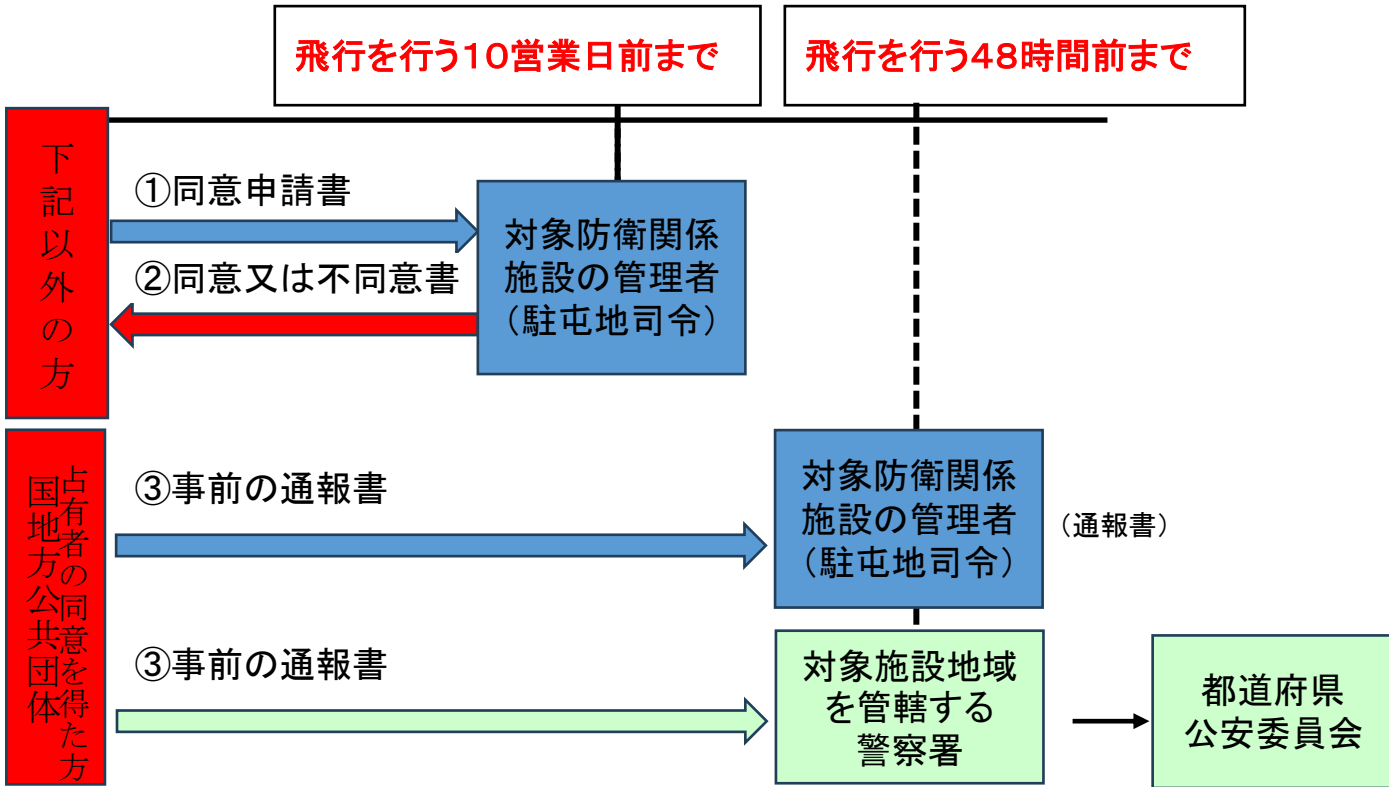 飛行を行う10営業日前まで
飛行を行う48時間前まで
下記以外の方
①同意申請書
②同意又は不同意書
対象防衛関係
施設の管理者
（駐屯地司令）
占有者の同意を得た方
国地方公共団体
③事前の通報書
対象防衛関係
施設の管理者
（駐屯地司令）
（通報書）
③事前の通報書
対象施設地域
を管轄する
警察署
都道府県
公安委員会